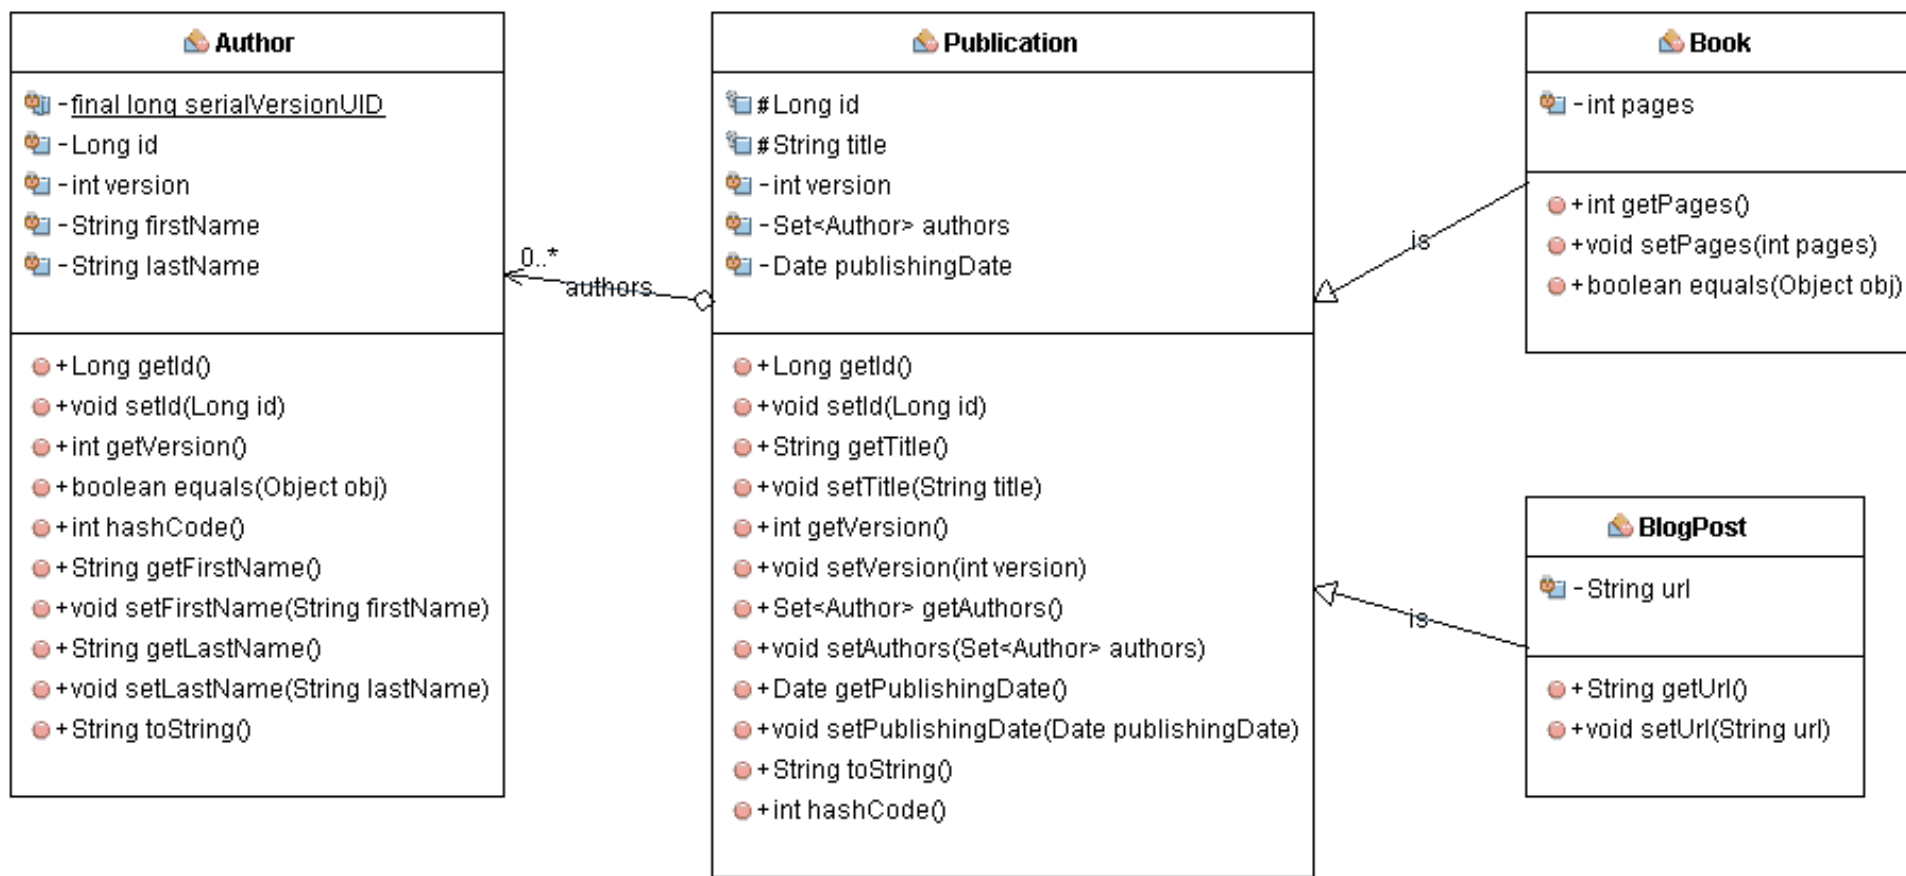 Author
-final long serialVersionUID
-Long id
-int version
-String firstName
-String lastName
+Long getId()
+void setId(Long id)
+int getVersion()
+boolean equals(Object obj)
+int hashCode()
+String getFirstName()
+void setFirstName(String firstName)
+String getLastName()
+void setLastName(String lastName)
+String toString()
0..*
authors
Publication
#Long id
#String title
-int version
-Set<Author> authors
-Date publishingDate
+Long getId()
+void setId(Long id)
+String getTitle()
+void setTitle(String title)
+int getVersion()
+void setVersion(int version)
+Set<Author> getAuthors()
+void setAuthors(Set<Author> authors)
+Date getPublishingDate()
+void setPublishingDate(Date publishingDate)
+String toString()
+int hashCode()
is
is
Book
-int pages
+int getPages()
+void setPages(int pages)
+boolean equals(Object obj)
BlogPost
-String url
+String getUrl()
+void setUrl(String url)